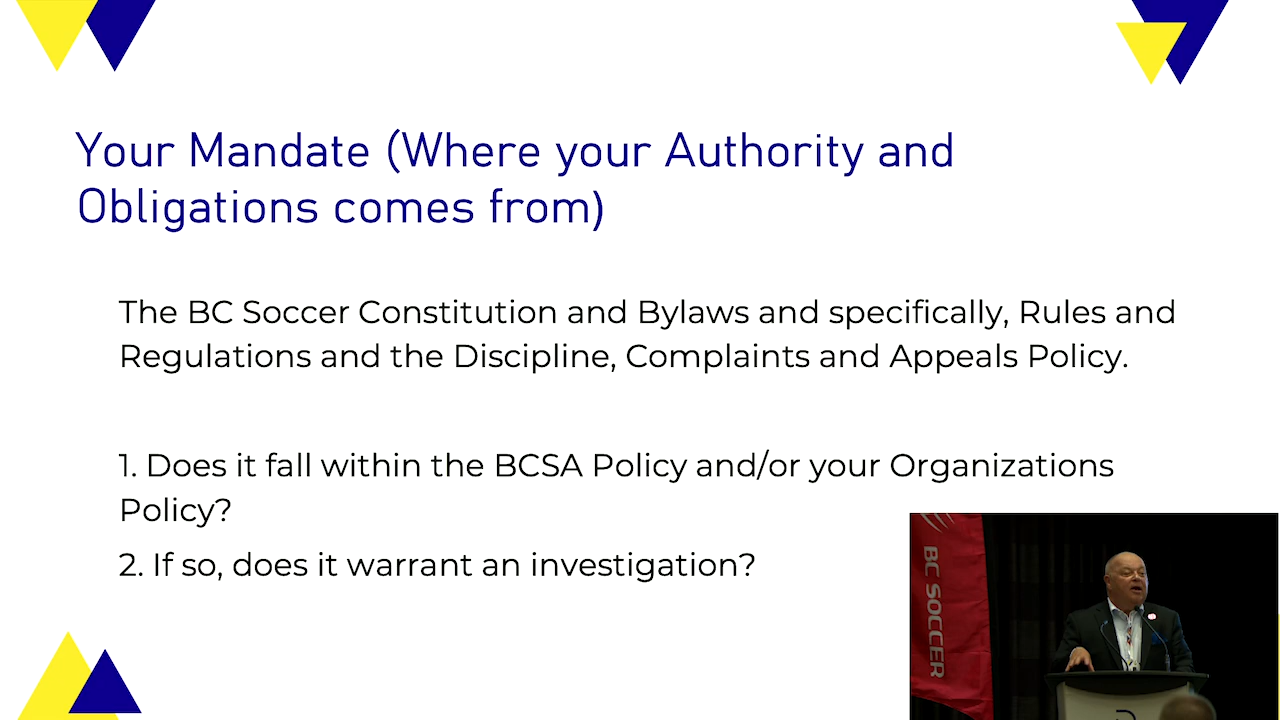 Your Mandate (Where your Authority and
Obligations comes from)
The BC Soccer Constitution and Bylaws and specifically, Rules and
Regulations and the Discipline, Complaints and Appeals Policy.
1. Does it fall within the BCSA Policy and/or your Organizations
Policy?
2. If so, does it warrant an investigation?
BC SOCCER